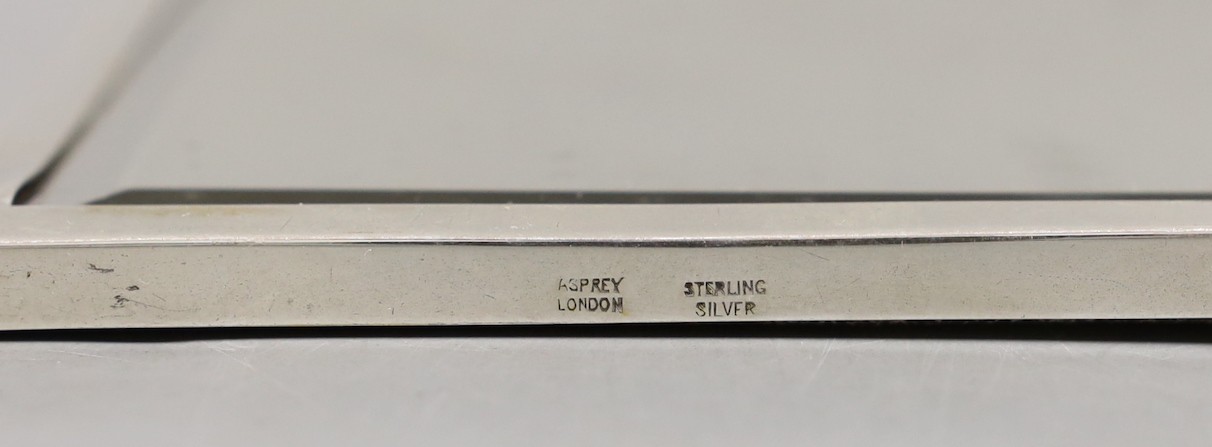 ASPREY
LONDON
STERLING
SILVER